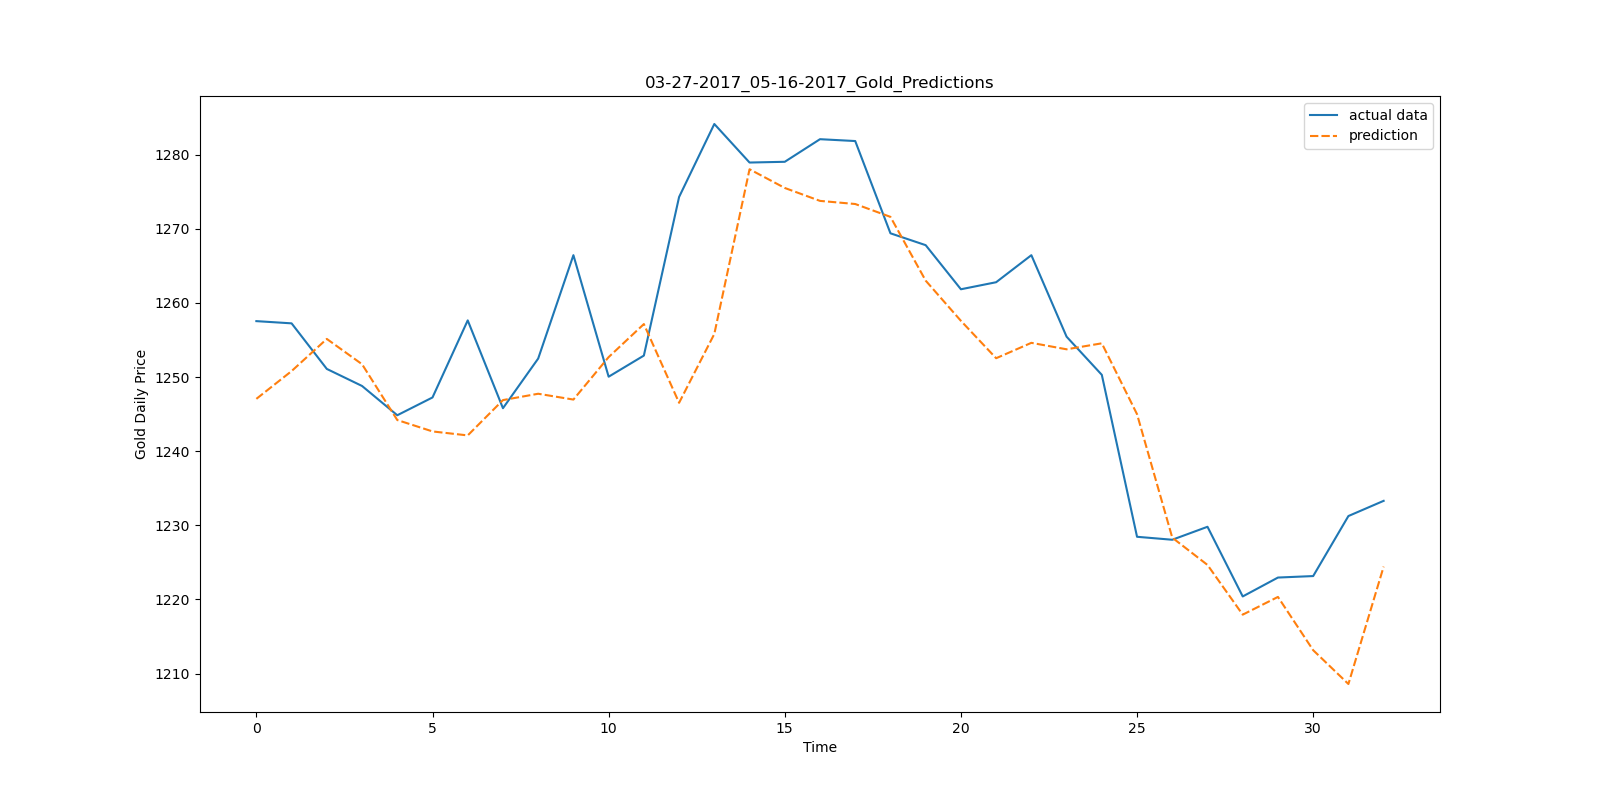 03-27-2017_05-16-2017_Gold_Predictions
actual data
prediction
Gold Daily Price
1280
1270
1260
1250
1240
1230
1220
1210
0 5 10 15 20 25 30
Time